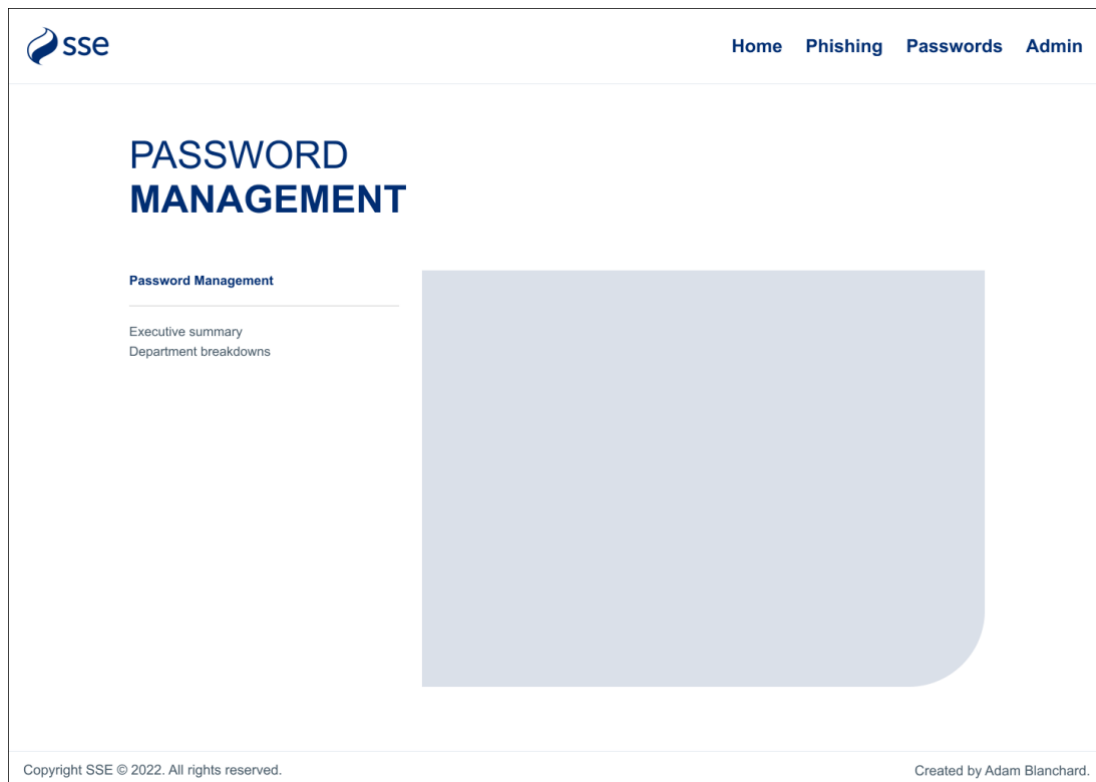 sse
Home Phishing Passwords Admin
PASSWORD
MANAGEMENT
Password Management
Executive summary
Department breakdowns
Copyright SSE © 2022. All rights reserved.
Created by Adam Blanchard.